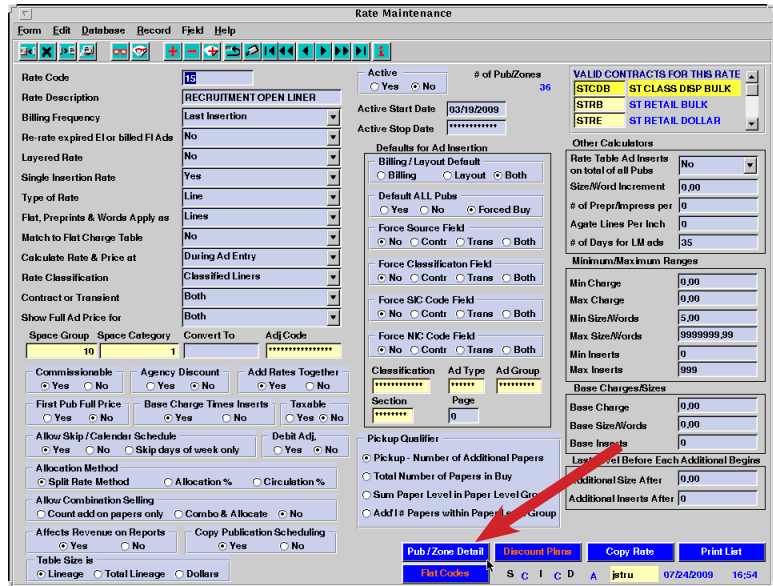 Rate Maintenance
Form Edit Database Record Field Help
Rate Code 15
Rate Description RECRUITMENT OPEN LINER
Billing Frequency Last Insertion
Re-rate expired EI or billed FI Ads No
Layered Rate No
Single Insertion Rate Yes
Type of Rate Line
Flat, Preprints & Words Apply as Lines
Match to Flat Charge Table No
Calculate Rate & Price at During Ad Entry
Rate Classification Classified Liners
Contract or Transient Both
Show Full Ad Price for Both
Space Group Space Category Convert To Adj Code
10 1 ****************
Commissionable Agency Discount Add Rates Together
Yes No Yes No Yes No
First Pub Full Price Base Charge Times Inserts Taxable
Yes No Yes No Yes No
Allow Skip / Calendar Schedule Debit Adj.
Yes No Skip days of week only Yes No
Allocation Method
Split Rate Method Allocation % Circulation %
Allow Combination Selling
Count add'l on papers only Combo & Allocate No
Affects Revenue on Reports Copy Publication Scheduling
Yes No Yes No
Table Size is
Lineage Total Lineage Dollars
Active # of Pub/Zones
Yes No 36
Active Start Date 03/19/2009
Active Stop Date ************
Defaults for Ad Insertion
Billing / Layout Default
Billing Layout Both
Default ALL Pubs
Yes No Forced Buy
Force Source Field
No Contr Trans Both
Force Classificaton Field
No Contr Trans Both
Force SIC Code Field
No Contr Trans Both
Force NIC Code Field
No Contr Trans Both
Classification Ad Type Ad Group
************ ****** *********
Section Page
******** 0
Pickup Qualifier
Pickup - Number of Additional Papers
Total Number of Papers in Buy
Sum Paper Level in Paper Level
Add'l # Papers within Paper Group
VALID CONTRACTS FOR THIS RATE
STCDB ST CLASS DISP BULK
STRB ST RETAIL BULK
STRE ST RETAIL DOLLAR
Other Calculators
Rate Table Ad Inserts
on total of all Pubs No
Size/Word Increment 0,00
# of Prepr/Impress per 0
Agate Lines Per Inch 0
# of Days for LM ads 35
Minimum/Maximum Ranges
Min Charge 0,00
Max Charge 0,00
Min Size/Words 5,00
Max Size/Words 9999999,99
Min Inserts 0
Max Inserts 999
Base Charges/Sizes
Base Charge 0,00
Base Size/Words 0,00
Base Inserts 0
Last Level Before Each Additional Begins
Additional Size After 0,00
Additional Inserts After 0
Pub / Zone Detail Discount Plans Copy Rate Print List
Flat Codes S C I C D A jstru 07/24/2009 16:54